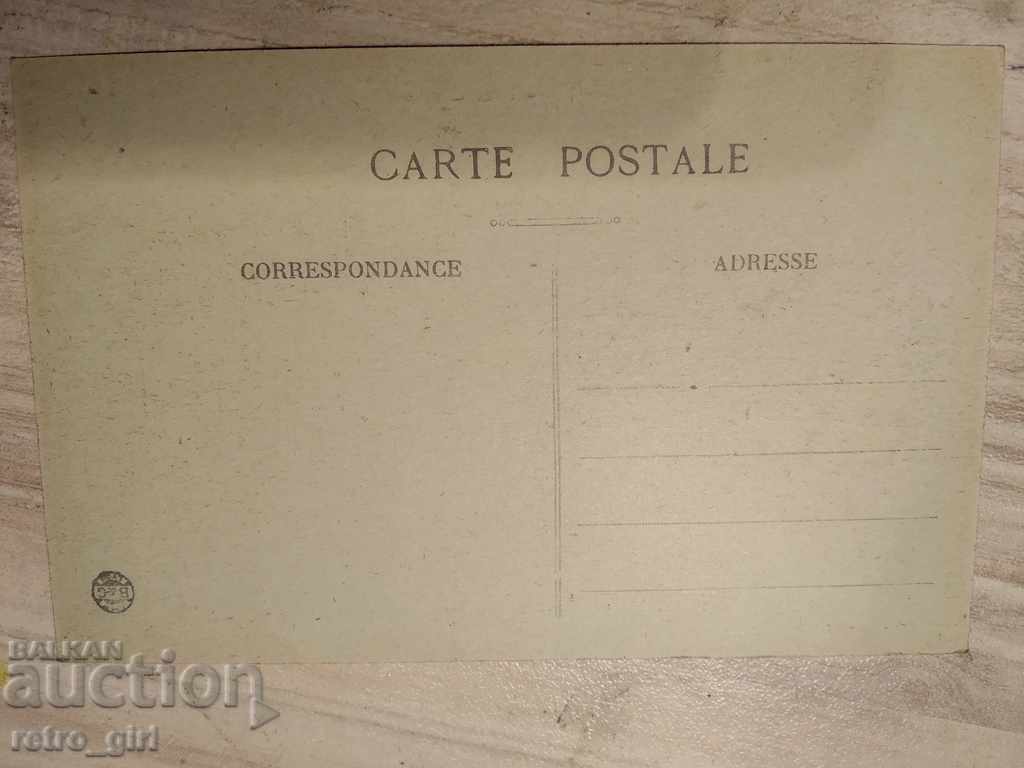 CARTE POSTALE
CORRESPONDANCE
ADRESSE
BALKAN
auction
retro_girl